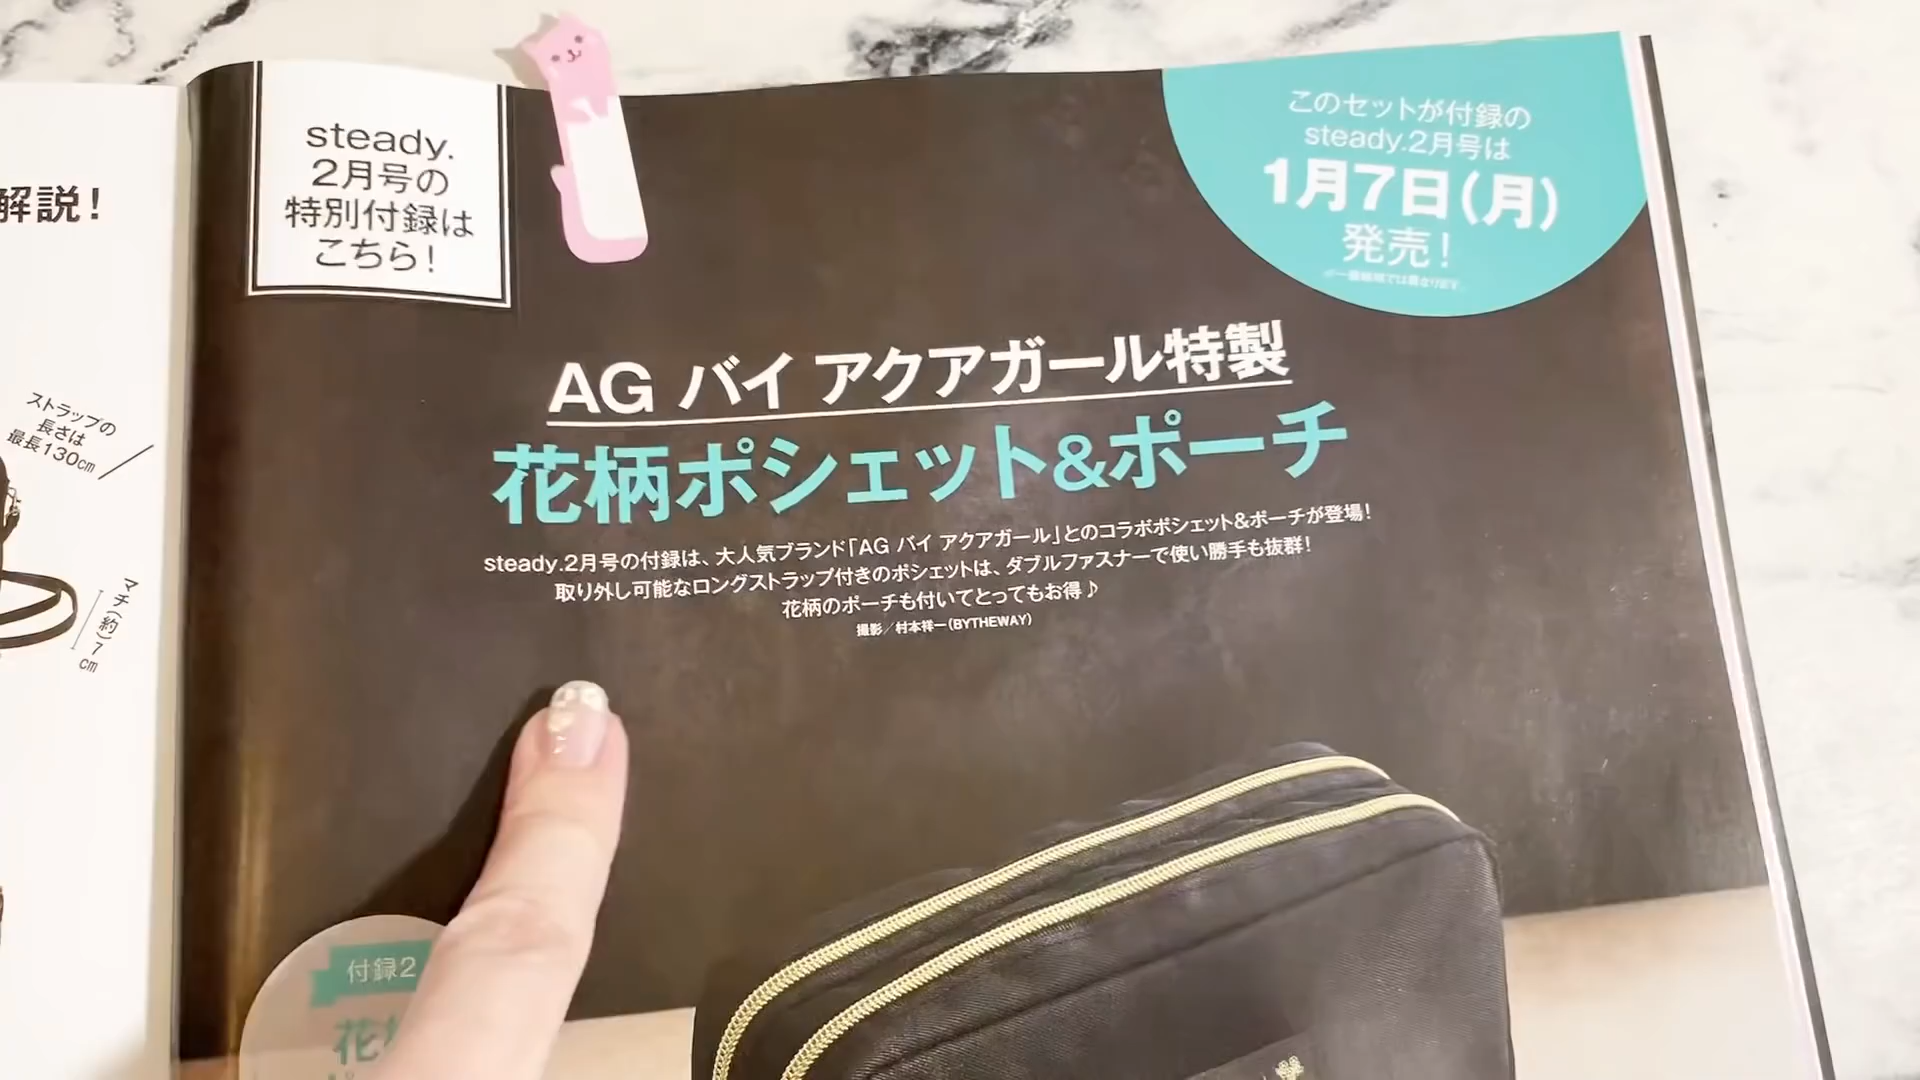 解説!
ストラップの
長さは
最長130cm
マチ(約)7cm
steady.
2月号の
特別付録は
こちら!
このセットが付録の
steady.2月号は
1月7日(月)
発売!
AG バイ アクアガール特製
花柄ポシェット&ポーチ
steady.2月号の付録は、大人気ブランド「AG バイ アクアガール」とのコラボポシェット&ポーチが登場!
取り外し可能なロングストラップ付きのポシェットは、ダブルファスナーで使い勝手も抜群!
花柄のポーチも付いてとってもお得♪
撮影/村本祥一(BYTHEWAY)
付録2
花